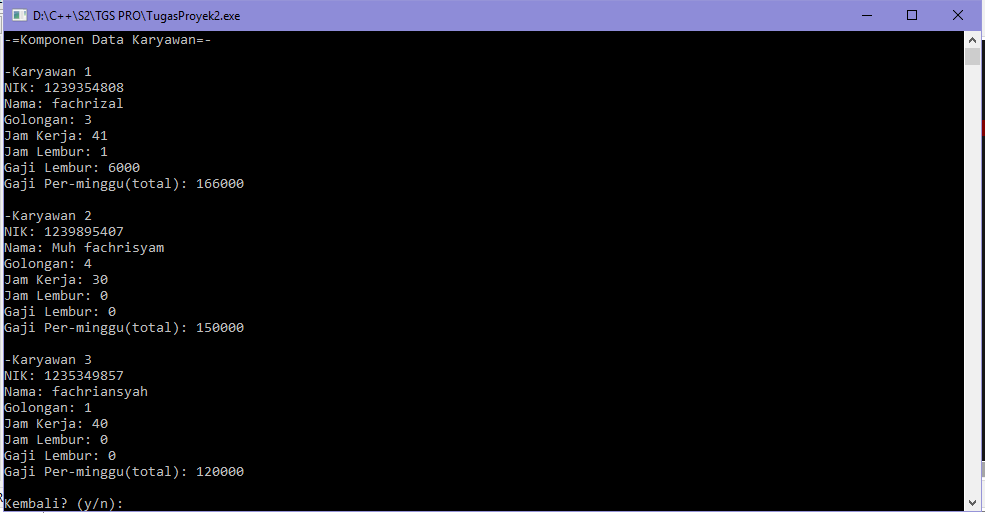 D:\C++\S2\TGS PRO\TugasProyek2.exe
-=Komponen Data Karyawan=-
-Karyawan 1
NIK: 1239354808
Nama: fachrizal
Golongan: 3
Jam Kerja: 41
Jam Lembur: 1
Gaji Lembur: 6000
Gaji Per-minggu(total): 166000
-Karyawan 2
NIK: 1239895407
Nama: Muh fachrisyam
Golongan: 4
Jam Kerja: 30
Jam Lembur: 0
Gaji Lembur: 0
Gaji Per-minggu(total): 150000
-Karyawan 3
NIK: 1235349857
Nama: fachriansyah
Golongan: 1
Jam Kerja: 40
Jam Lembur: 0
Gaji Lembur: 0
Gaji Per-minggu(total): 120000
Kembali? (y/n):